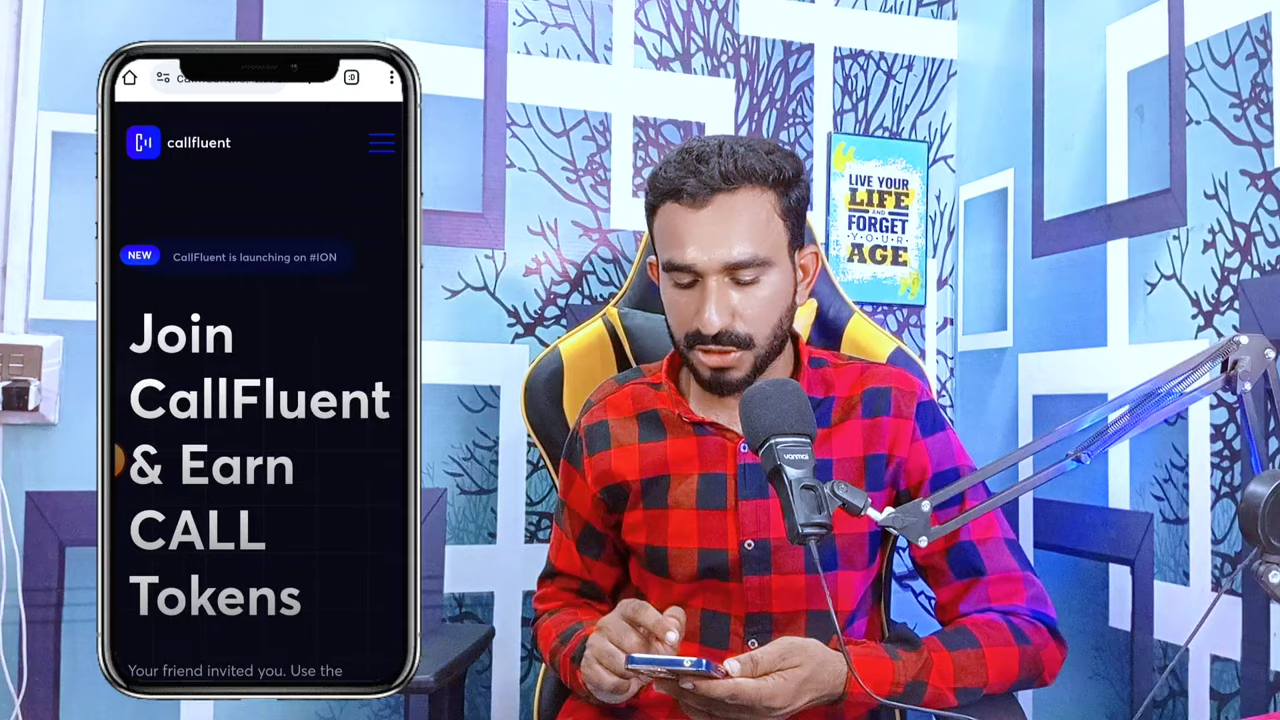 callfluent
NEW
CallFluent is launching on #ION
Join
CallFluent
& Earn
CALL
Tokens
Your friend invited you. Use the
LIVE YOUR
LIFE
AND
FORGET
YOUR
AGE